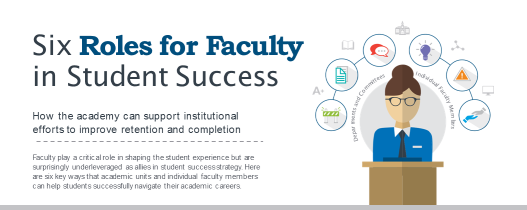 Six Roles for Faculty
in Student Success
How the academy can support institutional
efforts to improve retention and completion
Faculty play a critical role in shaping the student experience but are
surprisingly underleveraged as allies in student success strategy. Here
are six key ways that academic units and individual faculty members
can help students successfully navigate their academic careers.
Departments and Committees
Individual Faculty Members
A+